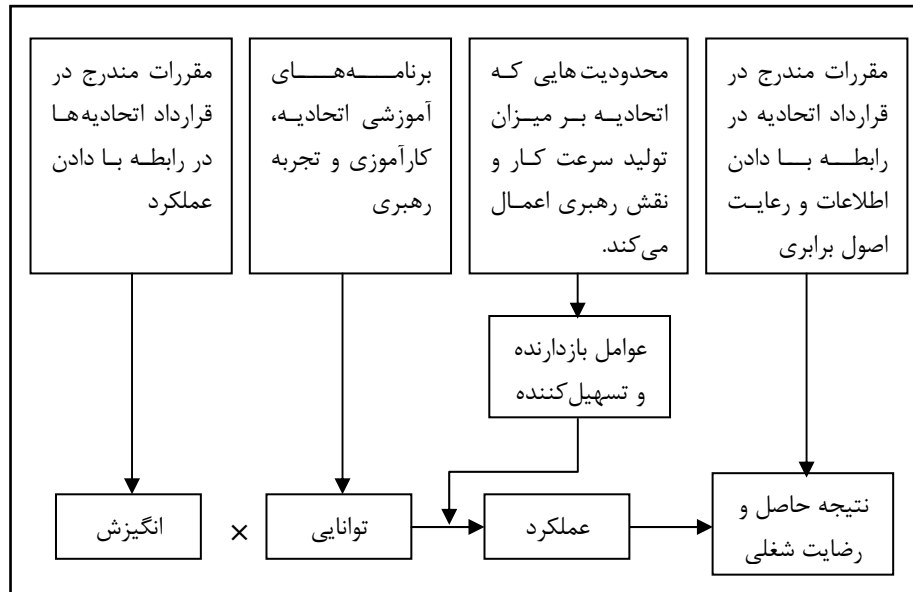 مقررات مندرج در
قرارداد اتحادیه در
رابطه با دادن
اطلاعات و رعایت
اصول برابری
محدودیت‌هایی که
اتحادیه بر میزان
تولید سرعت کار و
نقش رهبری اعمال
می‌کند.
برنامه‌های
آموزشی اتحادیه،
کارآموزی و تجربه
رهبری
مقررات مندرج در
قرارداد اتحادیه‌ها
در رابطه با دادن
عملکرد
عوامل بازدارنده
و تسهیل‌کننده
انگیزش
×
توانایی
عملکرد
نتیجه حاصل و
رضایت شغلی